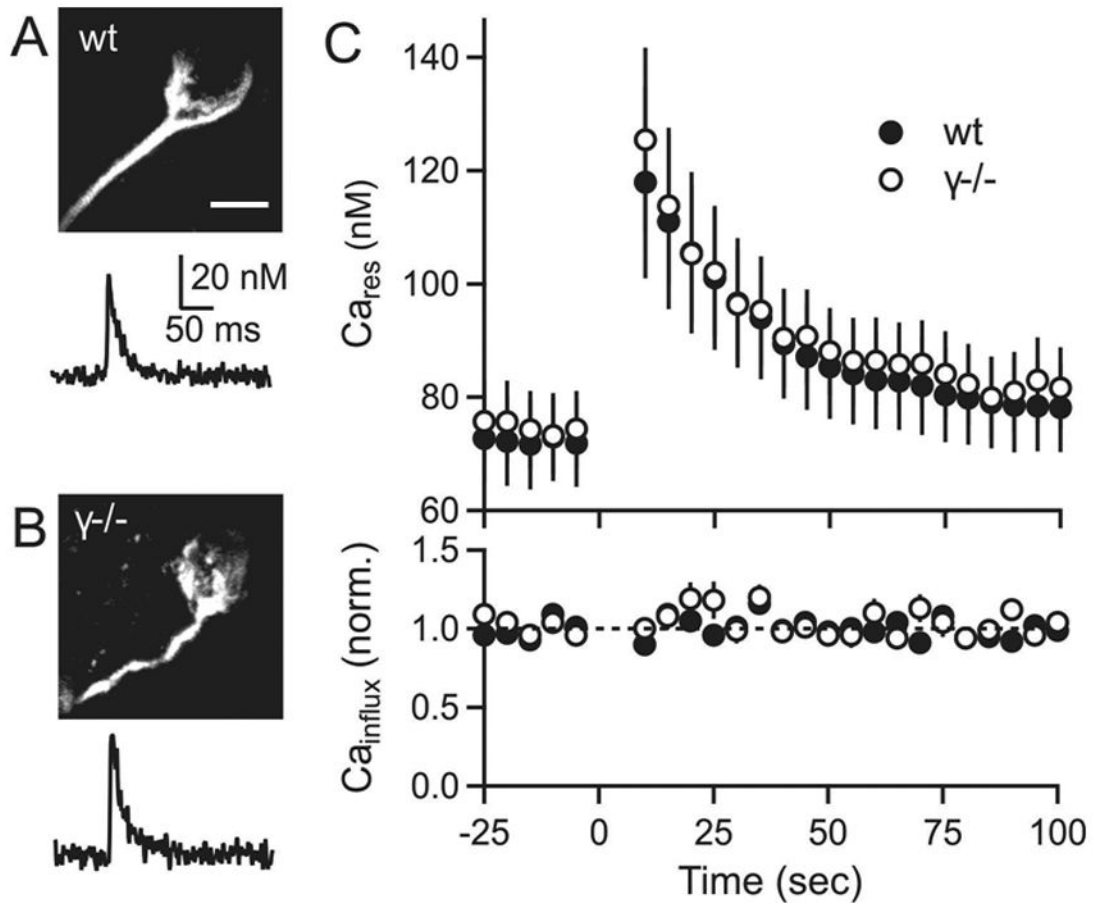 A
wt
20 nM
50 ms
B
γ-/-
C
Ca_res (nM)
140
120
100
80
60
wt
γ-/-
Ca_influx (norm.)
1.5
1.0
0.5
0.0
-25 0 25 50 75 100
Time (sec)